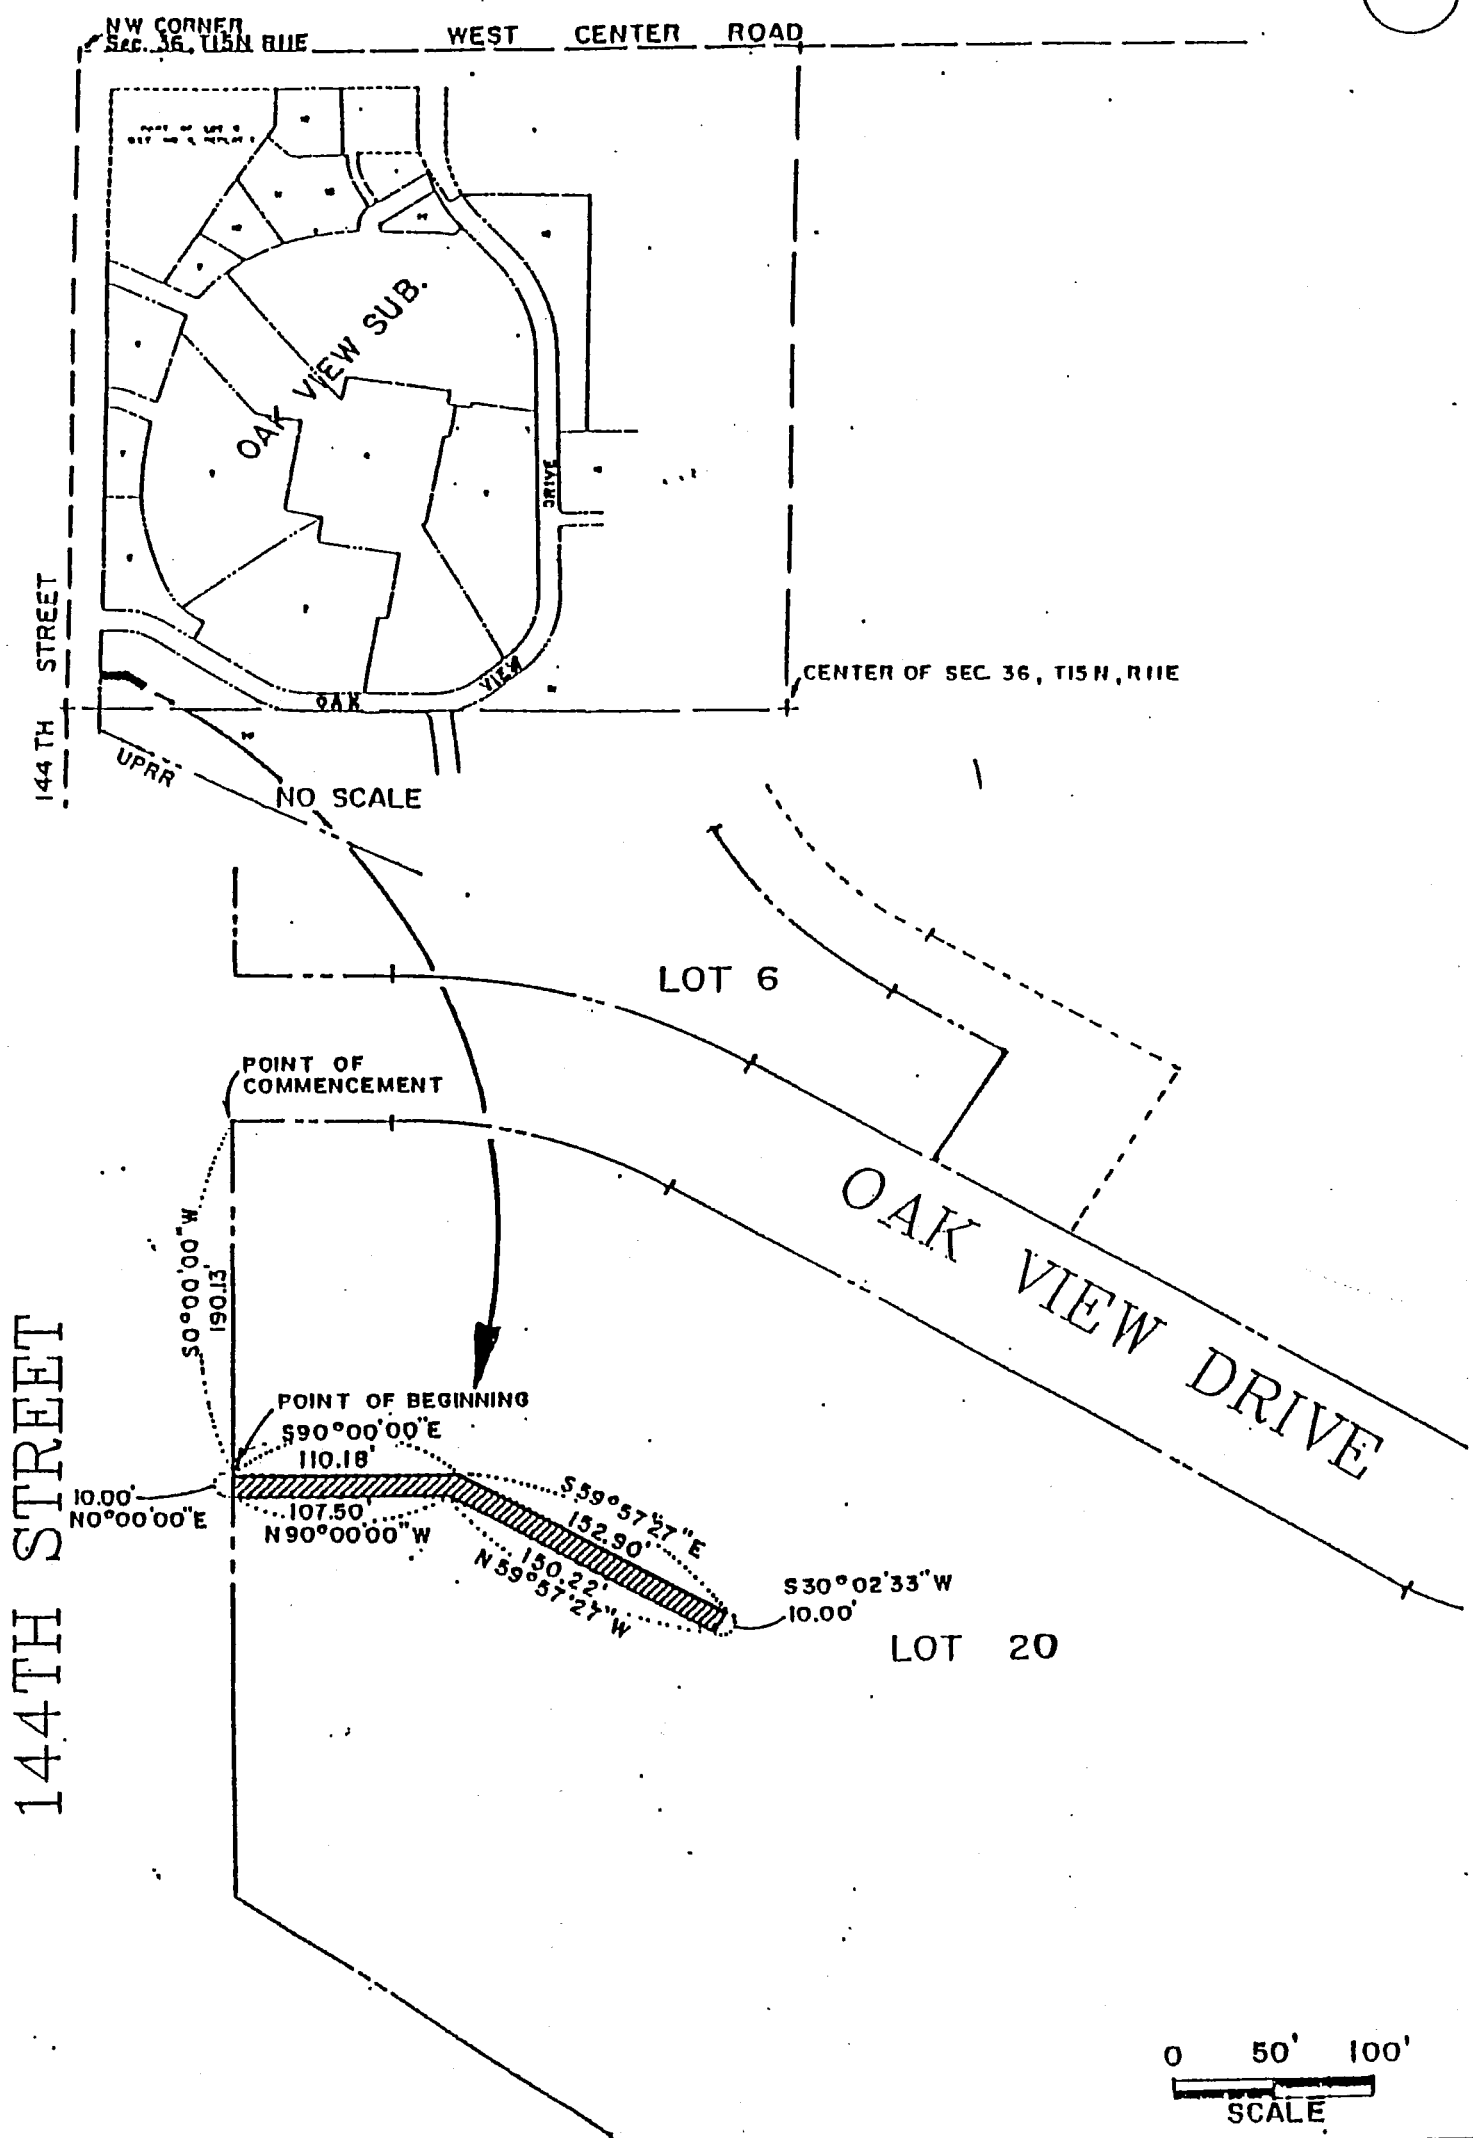 NW CORNER
Sec. 36, T15N R11E
WEST CENTER ROAD
OAK VIEW SUB.
DRIVE
VIEW
OAK
144 TH STREET
CENTER OF SEC. 36, T15N, R11E
UPRR
NO SCALE
LOT 6
POINT OF
COMMENCEMENT
S0°00'00"W
190.13'
OAK VIEW DRIVE
144TH STREET
POINT OF BEGINNING
S90°00'00"E
110.18'
10.00'
N0°00'00"E
107.50'
N90°00'00"W
S59°57'27"E
152.90'
150.22'
N59°57'27"W
S30°02'33"W
10.00'
LOT 20
0 50' 100'
SCALE